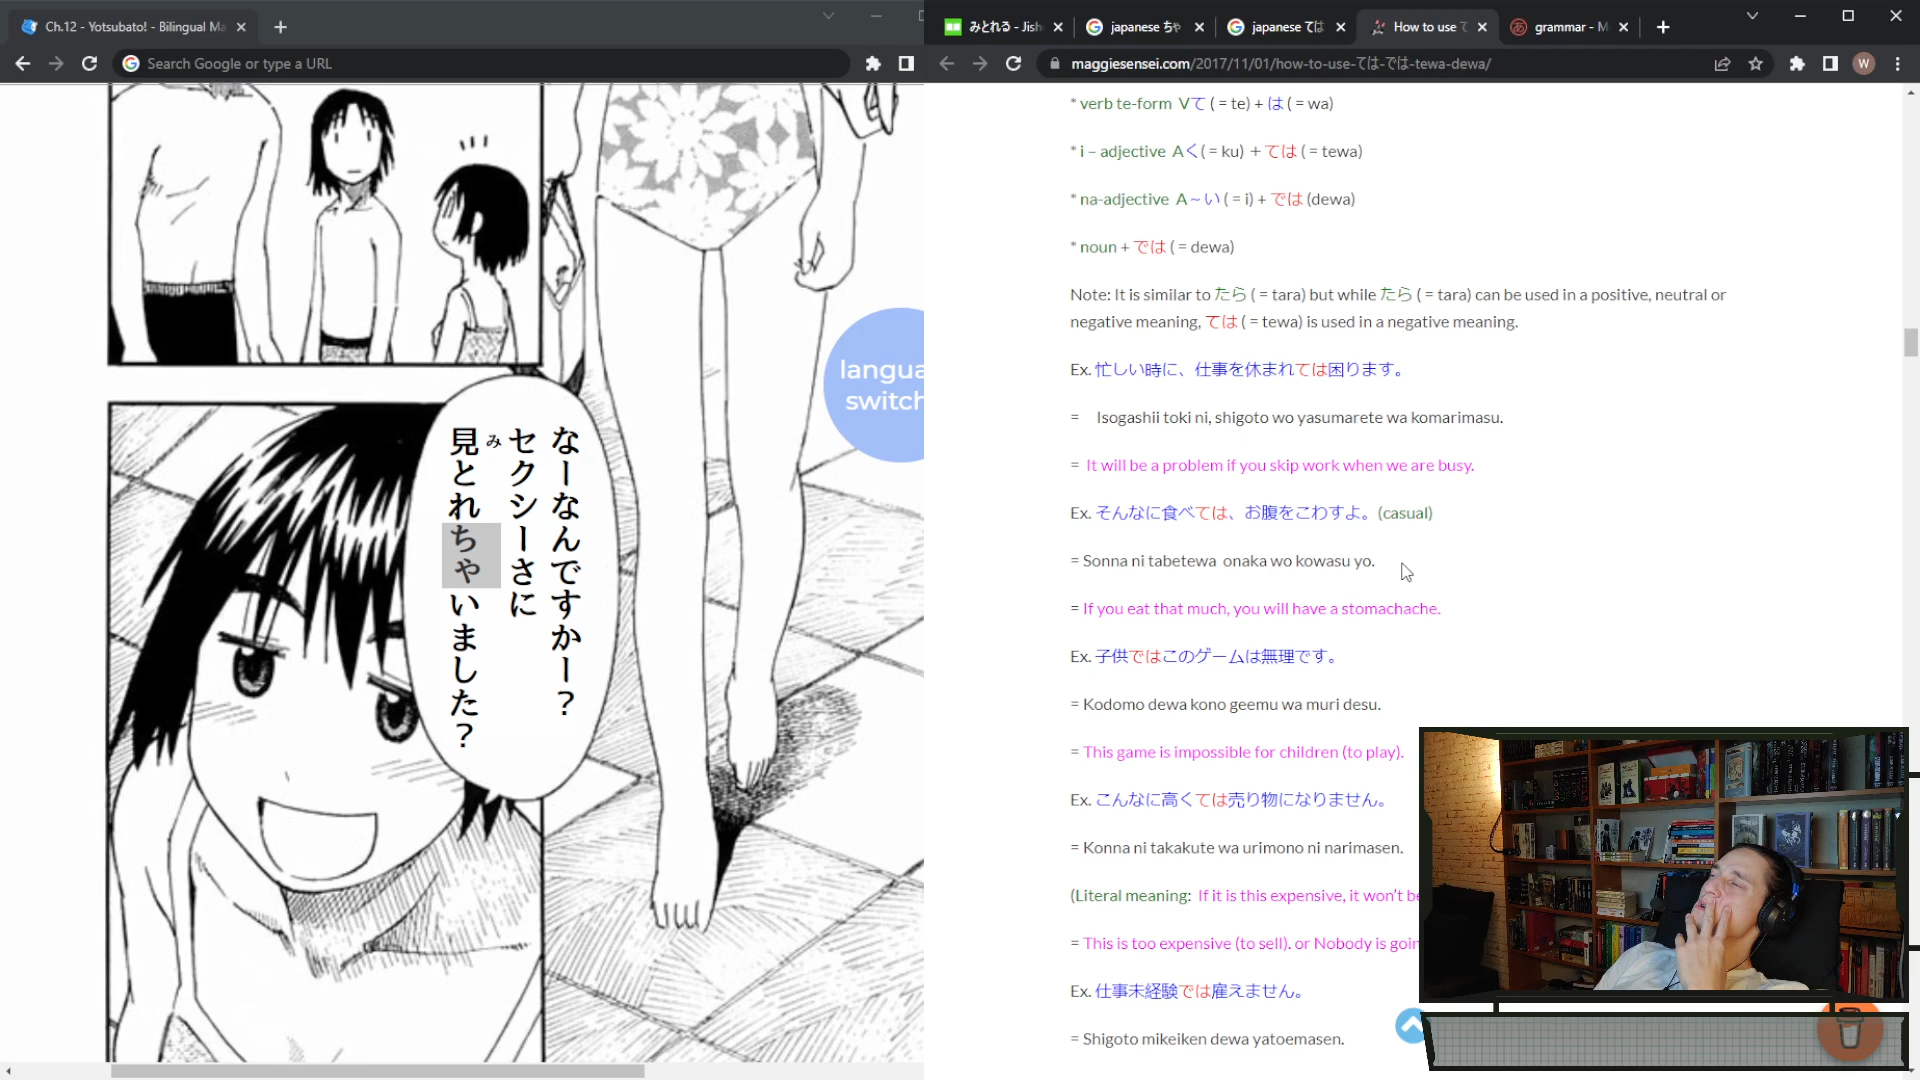 Ch.12 - Yotsubato! - Bilingual Ma
Search Google or type a URL
みとれる - Jish
japanese ちゃ
japanese ては
How to use て
grammar - M
maggiesensei.com/2017/11/01/how-to-use-ては-では-tewa-dewa/
W
なーなんですかー?
セクシーさに
見とれちゃいました?
み
langua
switch
* verb te-form Vて ( = te) + は ( = wa)
* i – adjective Aく( = ku) + ては ( = tewa)
* na-adjective A ~ い ( = i) + では (dewa)
* noun + では ( = dewa)
Note: It is similar to たら ( = tara) but while たら ( = tara) can be used in a positive, neutral or
negative meaning, ては ( = tewa) is used in a negative meaning.
Ex. 忙しい時に、仕事を休まれては困ります。
= Isogashii toki ni, shigoto wo yasumarete wa komarimasu.
= It will be a problem if you skip work when we are busy.
Ex. そんなに食べては、お腹をこわすよ。(casual)
= Sonna ni tabetewa onaka wo kowasu yo.
= If you eat that much, you will have a stomachache.
Ex. 子供ではこのゲームは無理です。
= Kodomo dewa kono geemu wa muri desu.
= This game is impossible for children (to play).
Ex. こんなに高くては売り物になりません。
= Konna ni takakute wa urimono ni narimasen.
(Literal meaning: If it is this expensive, it won't be
= This is too expensive (to sell). or Nobody is goin
Ex. 仕事未経験では雇えません。
= Shigoto mikeiken dewa yatoemasen.